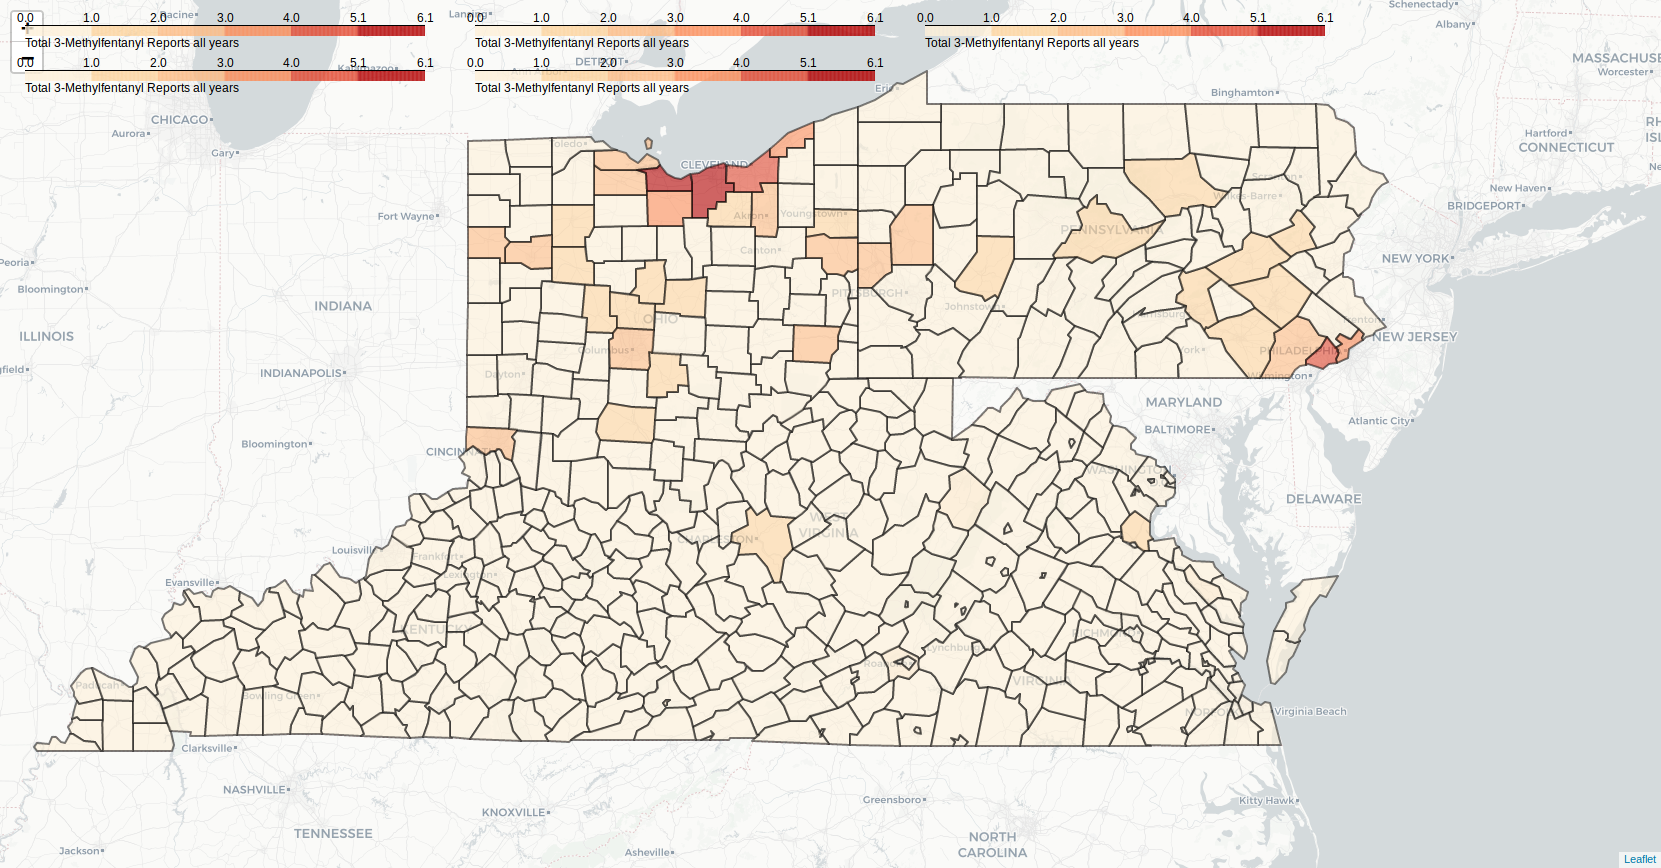 0.0 1.0 2.0 3.0 4.0 5.1 6.1
Total 3-Methylfentanyl Reports all years
0.0 1.0 2.0 3.0 4.0 5.1 6.1
Total 3-Methylfentanyl Reports all years
0.0 1.0 2.0 3.0 4.0 5.1 6.1
Total 3-Methylfentanyl Reports all years
0.0 1.0 2.0 3.0 4.0 5.1 6.1
Total 3-Methylfentanyl Reports all years
0.0 1.0 2.0 3.0 4.0 5.1 6.1
Total 3-Methylfentanyl Reports all years
Racine
Lansing
Schenectady
Albany
Kalamazoo
Ann Arbor
DETROIT
MASSACHUSE
Worcester
Erie
Binghamton
CHICAGO
Aurora
Gary
Toledo
CLEVELAND
Hartford
CONNECTICUT
RH
ISL
Scranton
Wilkes-Barre
New Haven
Ne
BRIDGEPORT
Fort Wayne
Akron
Youngstown
PENNSYLVANIA
Canton
NEW YORK
Peoria
Bloomington
INDIANA
PITTSBURGH
Johnstown
Harrisburg
OHIO
Trenton
ILLINOIS
NEW JERSEY
Columbus
York
PHILADELPHIA
field
INDIANAPOLIS
Dayton
Wilmington
MARYLAND
BALTIMORE
Atlantic City
Bloomington
CINCINNATI
WASHINGTON
DELAWARE
WEST
VIRGINIA
CHARLESTON
Louisville
Frankfort
Lexington
Evansville
KENTUCKY
RICHMOND
Lynchburg
Roanoke
VIRGINIA
Paducah
Bowling Green
NORFOLK
Virginia Beach
Clarksville
NASHVILLE
Greensboro
Kitty Hawk
KNOXVILLE
TENNESSEE
NORTH
CAROLINA
Jackson
Asheville
Leaflet